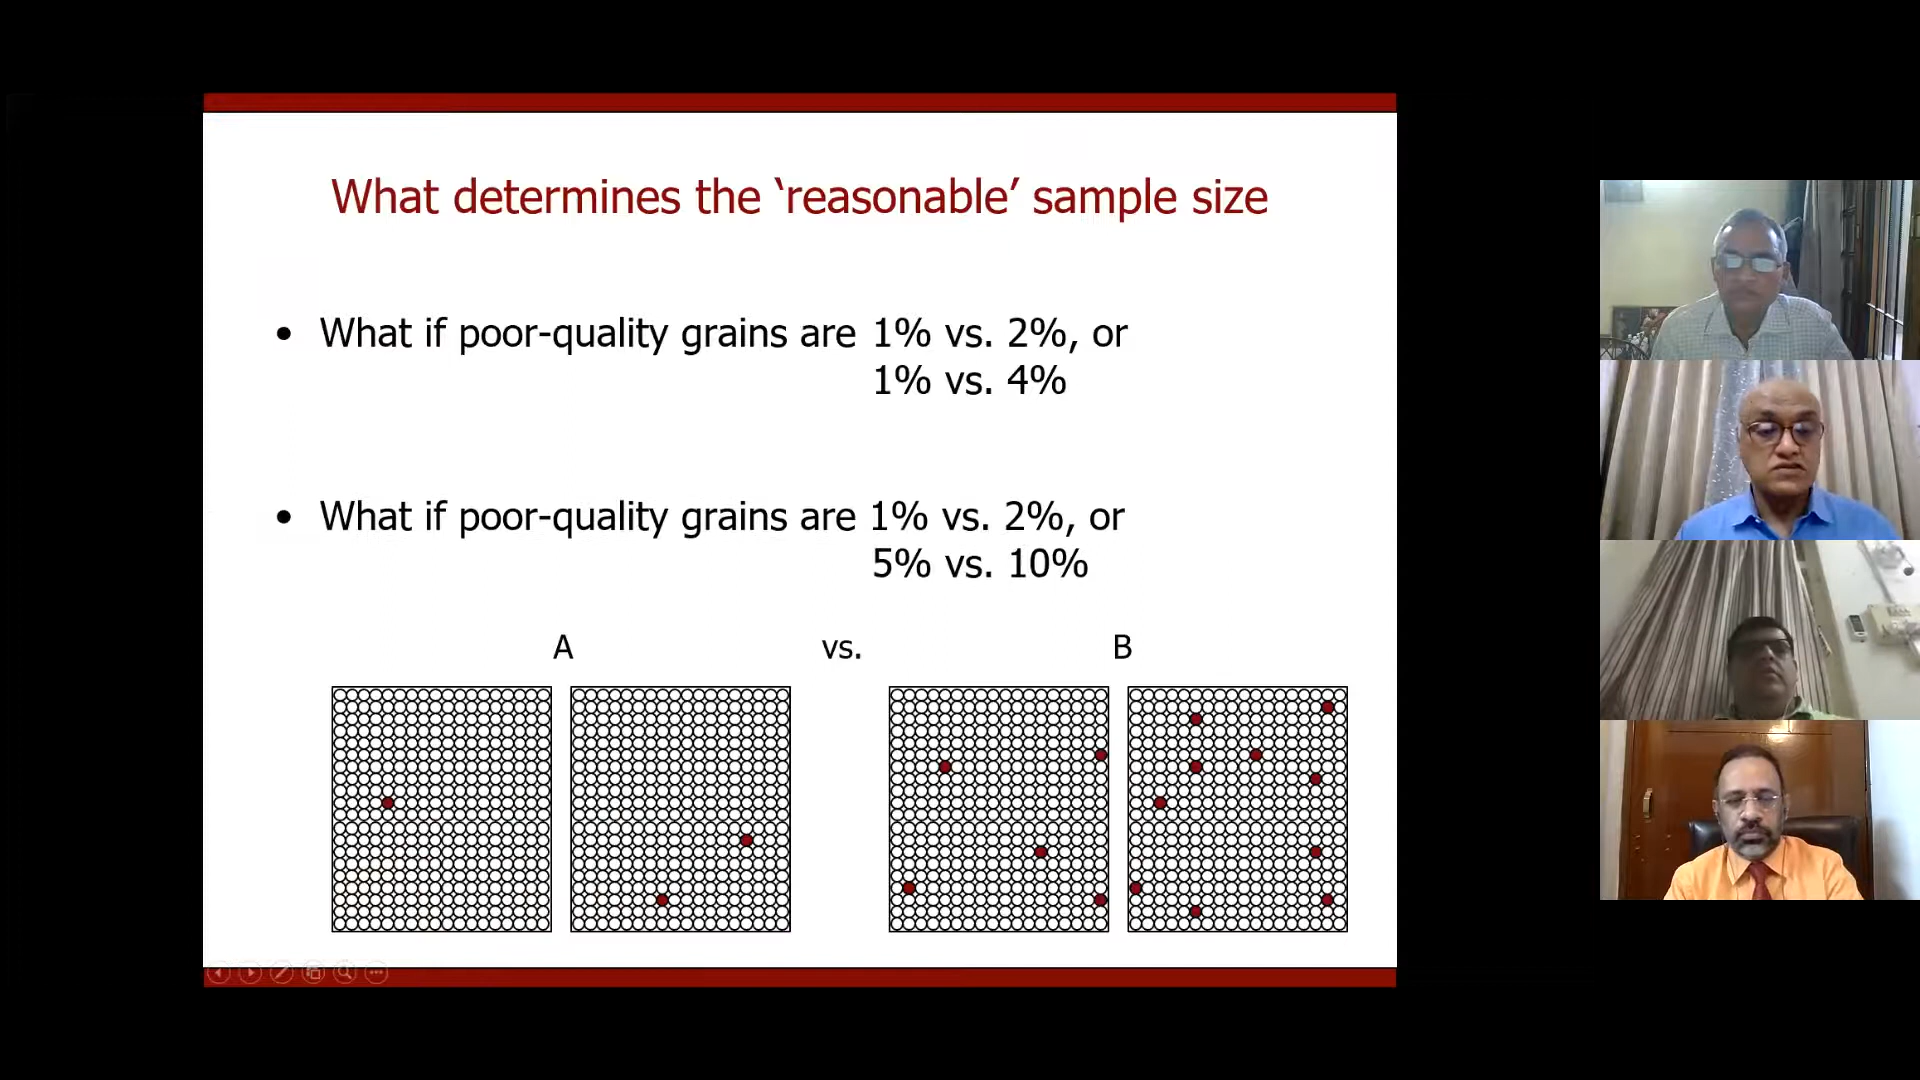 What determines the ‘reasonable’ sample size
• What if poor-quality grains are 1% vs. 2%, or
1% vs. 4%
• What if poor-quality grains are 1% vs. 2%, or
5% vs. 10%
A vs. B